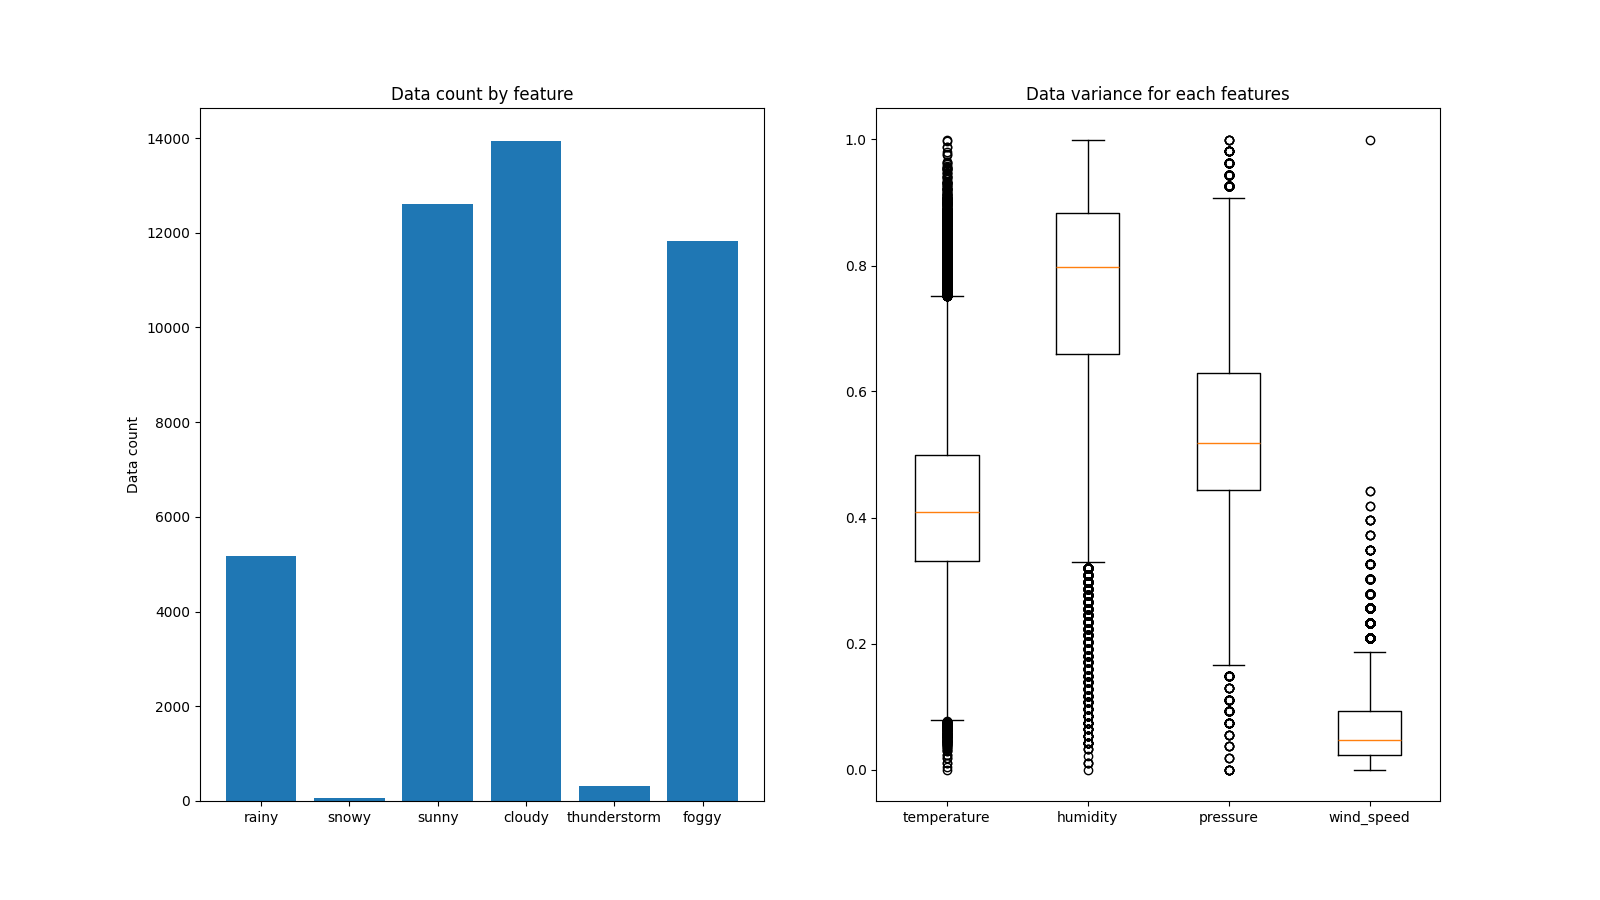 Data count by feature
Data count
14000
12000
10000
8000
6000
4000
2000
0
rainy snowy sunny cloudy thunderstorm foggy
Data variance for each features
1.0
0.8
0.6
0.4
0.2
0.0
temperature humidity pressure wind_speed